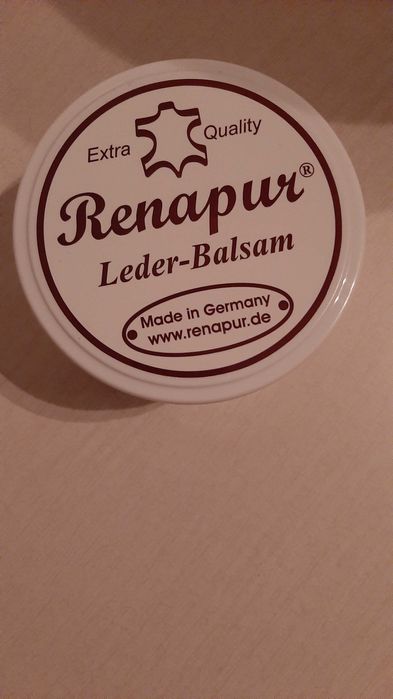 Extra Quality
Renapur®
Leder-Balsam
Made in Germany
www.renapur.de